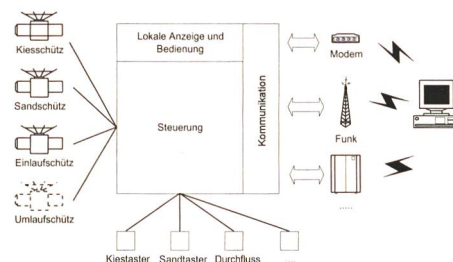 Kiesschütz
Sandschütz
Einlaufschütz
Umlaufschütz
Lokale Anzeige und
Bedienung
Steuerung
Kommunikation
Modem
Funk
.....
Kiestaster Sandtaster Durchfluss ...